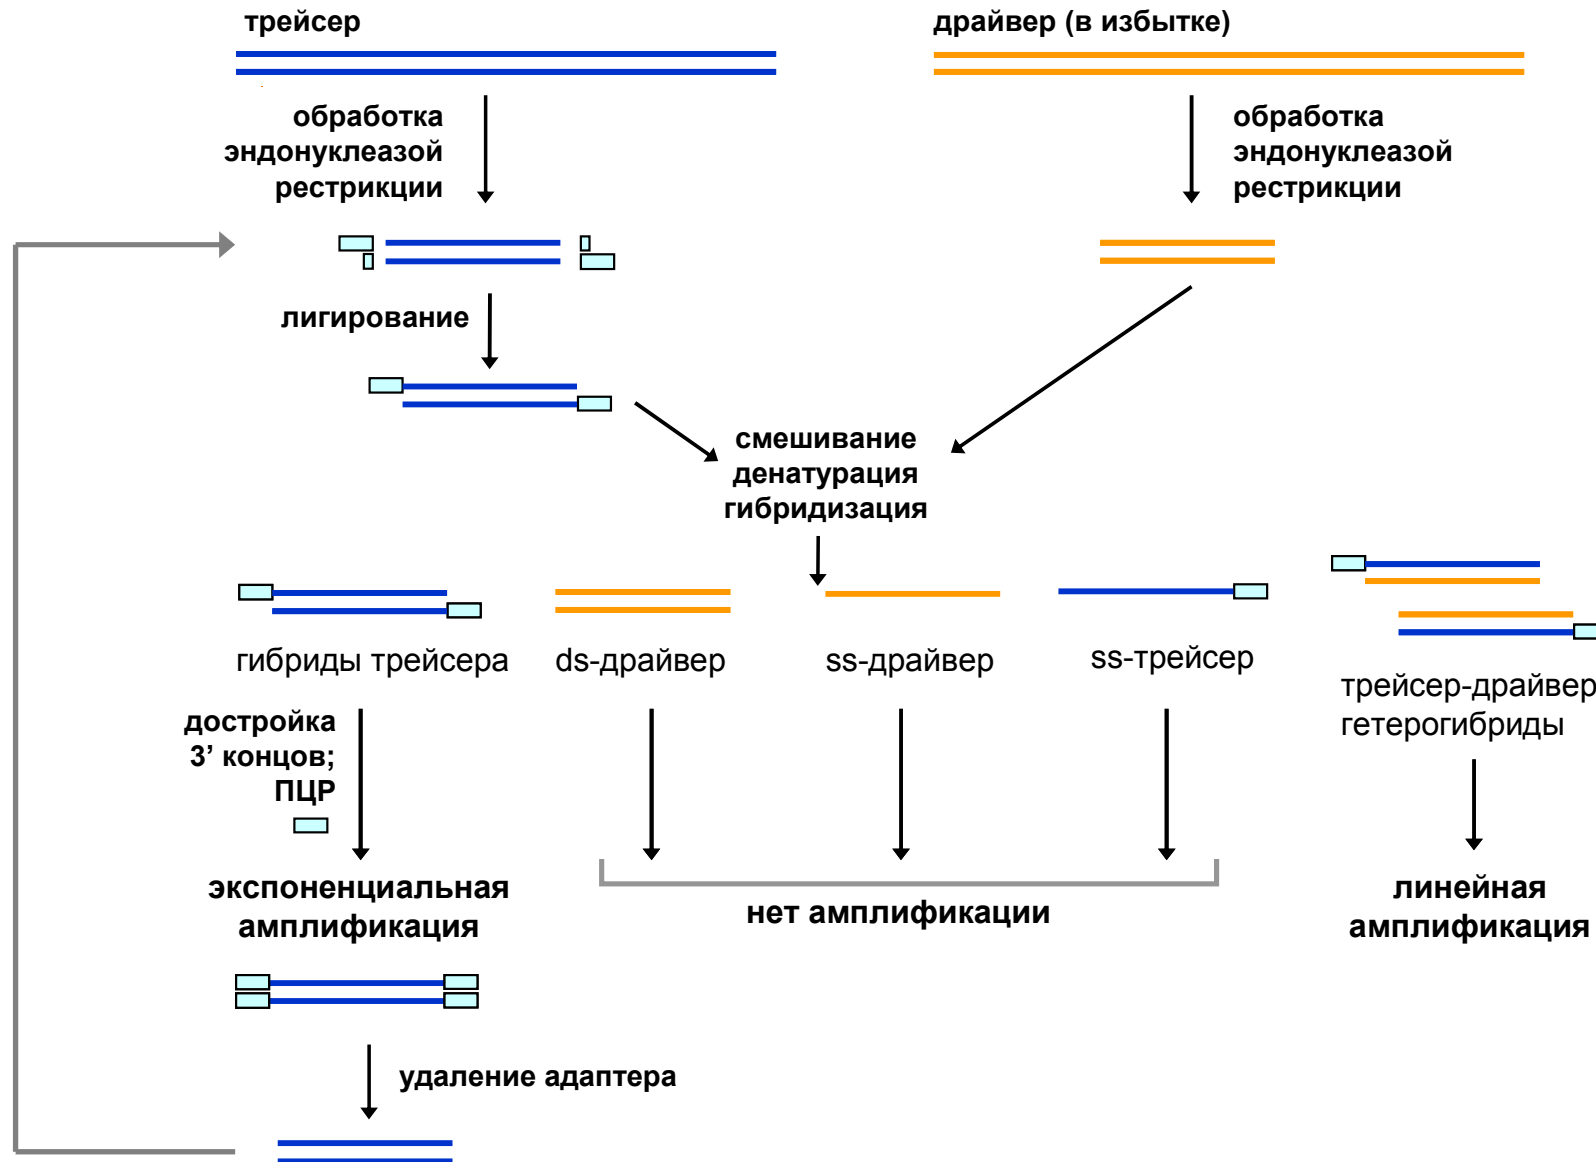 трейсер
драйвер (в избытке)
обработка
эндонуклеазой
рестрикции
обработка
эндонуклеазой
рестрикции
лигирование
смешивание
денатурация
гибридизация
гибриды трейсера
ds-драйвер
ss-драйвер
ss-трейсер
трейсер-драйвер
гетерогибриды
достройка
3’ концов;
ПЦР
экспоненциальная
амплификация
нет амплификации
линейная
амплификация
удаление адаптера